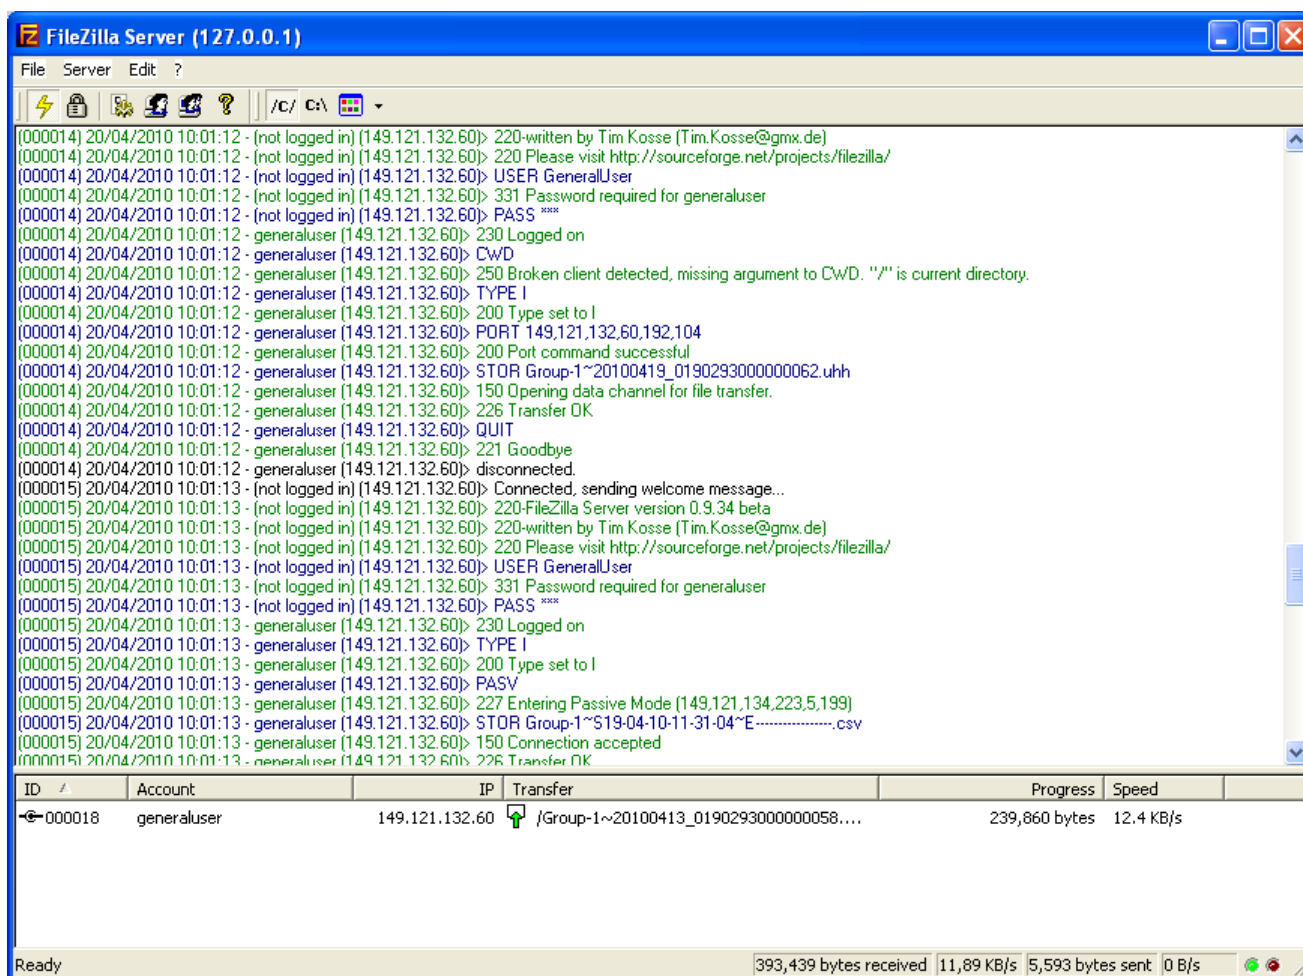 FileZilla Server (127.0.0.1)
File Server Edit ?
/C/ C:\
(000014) 20/04/2010 10:01:12 - (not logged in) (149.121.132.60)> 220-written by Tim Kosse (Tim.Kosse@gmx.de)
(000014) 20/04/2010 10:01:12 - (not logged in) (149.121.132.60)> 220 Please visit http://sourceforge.net/projects/filezilla/
(000014) 20/04/2010 10:01:12 - (not logged in) (149.121.132.60)> USER GeneralUser
(000014) 20/04/2010 10:01:12 - (not logged in) (149.121.132.60)> 331 Password required for generaluser
(000014) 20/04/2010 10:01:12 - (not logged in) (149.121.132.60)> PASS ***
(000014) 20/04/2010 10:01:12 - generaluser (149.121.132.60)> 230 Logged on
(000014) 20/04/2010 10:01:12 - generaluser (149.121.132.60)> CWD
(000014) 20/04/2010 10:01:12 - generaluser (149.121.132.60)> 250 Broken client detected, missing argument to CWD. "/" is current directory.
(000014) 20/04/2010 10:01:12 - generaluser (149.121.132.60)> TYPE I
(000014) 20/04/2010 10:01:12 - generaluser (149.121.132.60)> 200 Type set to I
(000014) 20/04/2010 10:01:12 - generaluser (149.121.132.60)> PORT 149,121,132,60,192,104
(000014) 20/04/2010 10:01:12 - generaluser (149.121.132.60)> 200 Port command successful
(000014) 20/04/2010 10:01:12 - generaluser (149.121.132.60)> STOR Group-1~20100419_0190293000000062.uhh
(000014) 20/04/2010 10:01:12 - generaluser (149.121.132.60)> 150 Opening data channel for file transfer.
(000014) 20/04/2010 10:01:12 - generaluser (149.121.132.60)> 226 Transfer OK
(000014) 20/04/2010 10:01:12 - generaluser (149.121.132.60)> QUIT
(000014) 20/04/2010 10:01:12 - generaluser (149.121.132.60)> 221 Goodbye
(000014) 20/04/2010 10:01:12 - generaluser (149.121.132.60)> disconnected.
(000015) 20/04/2010 10:01:13 - (not logged in) (149.121.132.60)> Connected, sending welcome message...
(000015) 20/04/2010 10:01:13 - (not logged in) (149.121.132.60)> 220-FileZilla Server version 0.9.34 beta
(000015) 20/04/2010 10:01:13 - (not logged in) (149.121.132.60)> 220-written by Tim Kosse (Tim.Kosse@gmx.de)
(000015) 20/04/2010 10:01:13 - (not logged in) (149.121.132.60)> 220 Please visit http://sourceforge.net/projects/filezilla/
(000015) 20/04/2010 10:01:13 - (not logged in) (149.121.132.60)> USER GeneralUser
(000015) 20/04/2010 10:01:13 - (not logged in) (149.121.132.60)> 331 Password required for generaluser
(000015) 20/04/2010 10:01:13 - (not logged in) (149.121.132.60)> PASS ***
(000015) 20/04/2010 10:01:13 - generaluser (149.121.132.60)> 230 Logged on
(000015) 20/04/2010 10:01:13 - generaluser (149.121.132.60)> TYPE I
(000015) 20/04/2010 10:01:13 - generaluser (149.121.132.60)> 200 Type set to I
(000015) 20/04/2010 10:01:13 - generaluser (149.121.132.60)> PASV
(000015) 20/04/2010 10:01:13 - generaluser (149.121.132.60)> 227 Entering Passive Mode (149,121,134,223,5,199)
(000015) 20/04/2010 10:01:13 - generaluser (149.121.132.60)> STOR Group-1~S19-04-10-11-31-04~E-----------------.csv
(000015) 20/04/2010 10:01:13 - generaluser (149.121.132.60)> 150 Connection accepted
(000015) 20/04/2010 10:01:13 - generaluser (149.121.132.60)> 226 Transfer OK
ID Account IP Transfer Progress Speed
000018 generaluser 149.121.132.60 /Group-1~20100413_0190293000000058.... 239,860 bytes 12.4 KB/s
Ready 393,439 bytes received 11,89 KB/s 5,593 bytes sent 0 B/s